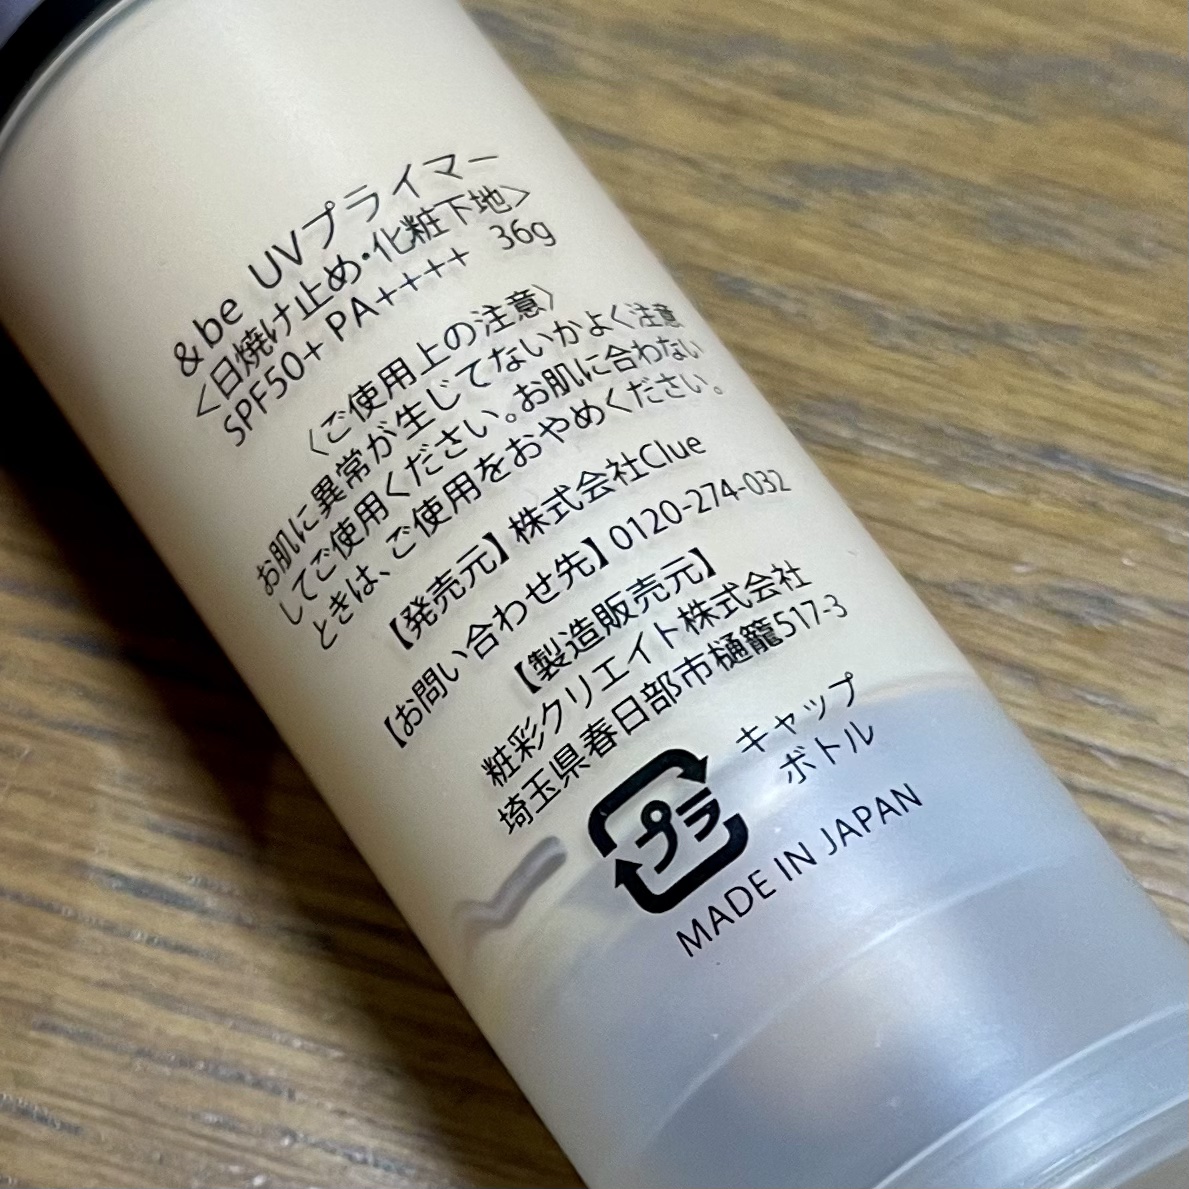 &be UVプライマー
<日焼け止め・化粧下地>
SPF50+ PA++++ 36g
〈ご使用上の注意〉
お肌に異常が生じてないかよく注意
してご使用ください。お肌に合わない
ときは、ご使用をおやめください。
【発売元】株式会社Clue
【お問い合わせ先】0120-274-032
【製造販売元】
粧彩クリエイト株式会社
埼玉県春日部市樋籠517-3
プラ
キャップ
ボトル
MADE IN JAPAN